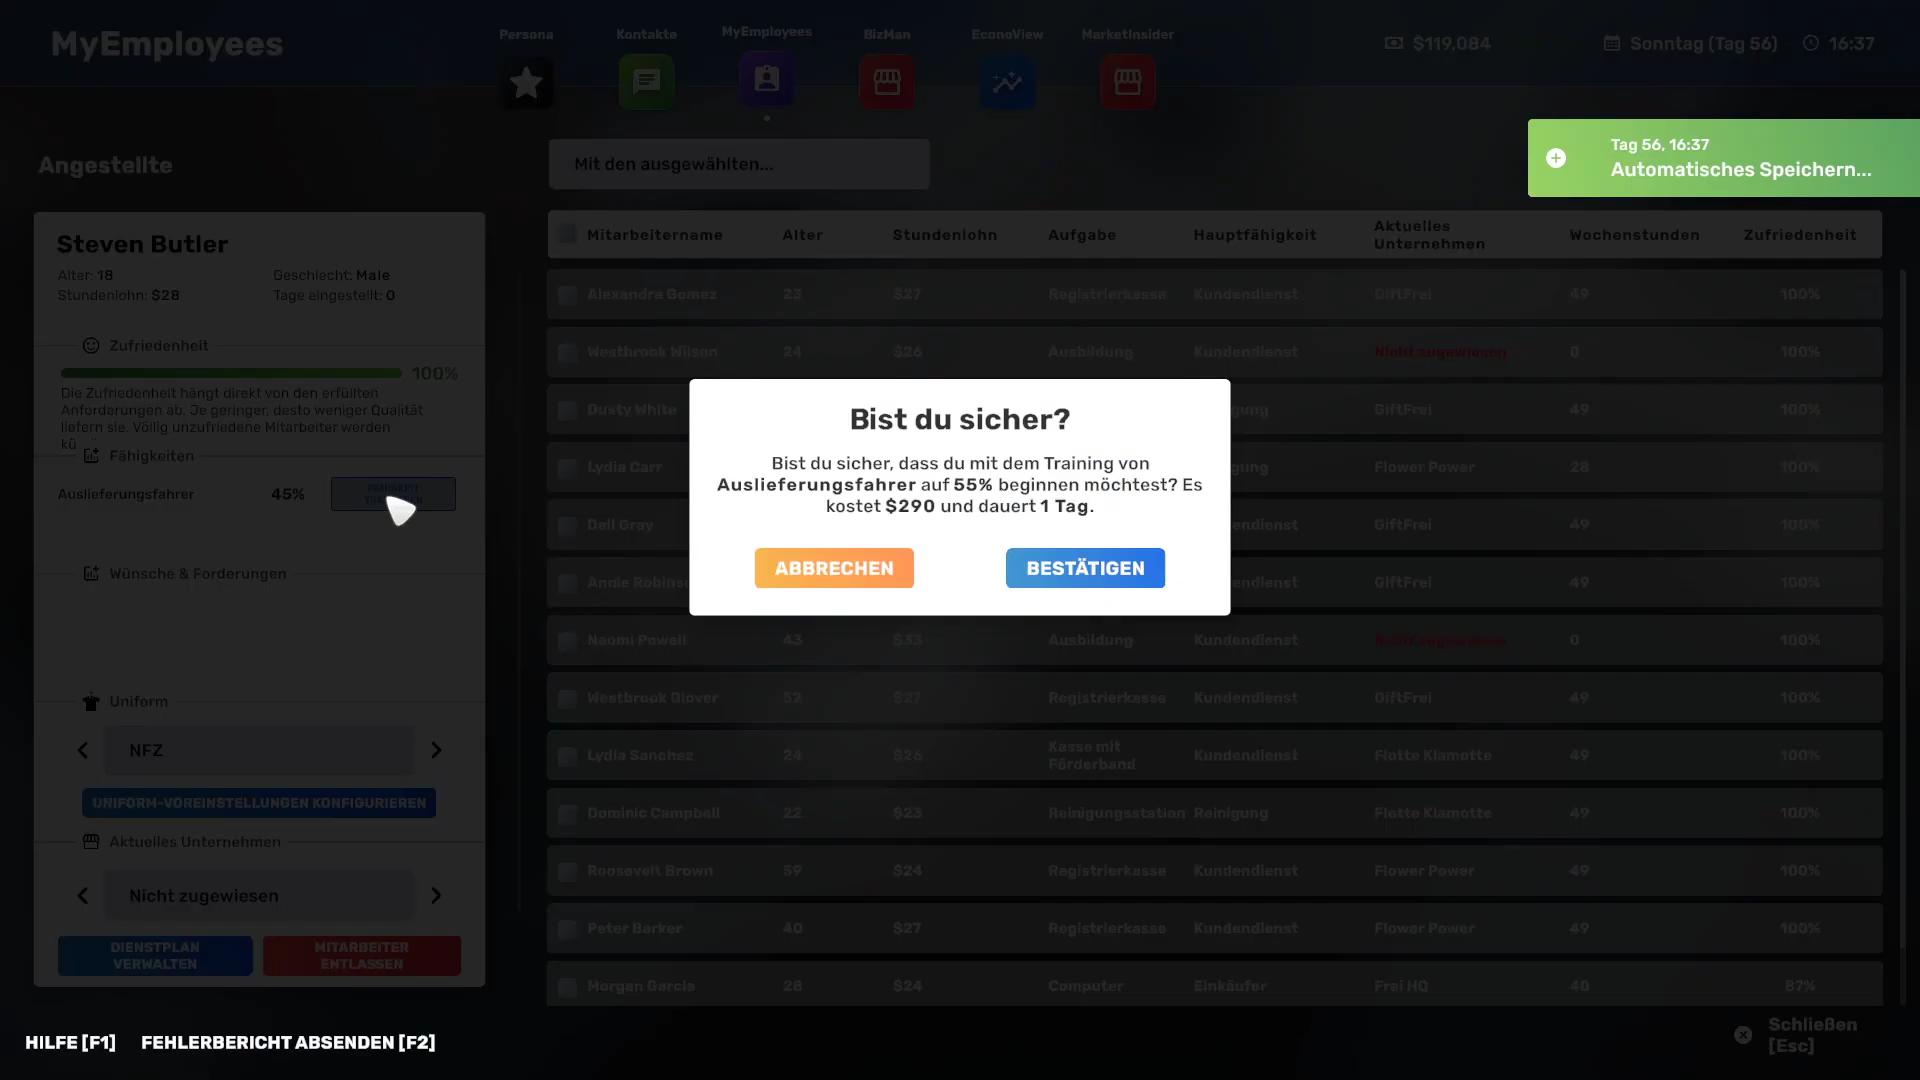 MyEmployees
Persona
Kontakte
MyEmployees
BizMan
EconoView
MarketInsider
$119,084
Sonntag (Tag 56)
16:37
Tag 56, 16:37
Automatisches Speichern...
Angestellte
Mit den ausgewählten...
Steven Butler
Alter: 18
Geschlecht: Male
Stundenlohn: $28
Tage eingestellt: 0
Zufriedenheit
100%
Die Zufriedenheit hängt direkt von den erfüllten
Anforderungen ab. Je geringer, desto weniger Qualität
liefern sie. Völlig unzufriedene Mitarbeiter werden
Fähigkeiten
Auslieferungsfahrer
45%
Wünsche & Forderungen
Uniform
NFZ
UNIFORM-VOREINSTELLUNGEN KONFIGURIEREN
Aktuelles Unternehmen
Nicht zugewiesen
DIENSTPLAN
VERWALTEN
MITARBEITER
ENTLASSEN
Mitarbeitername Alter Stundenlohn Aufgabe Hauptfähigkeit Aktuelles Unternehmen Wochenstunden Zufriedenheit
Alexandra Gomez 23 $27 Registrierkasse Kundendienst GiftFrei 49 100%
Westbrook Wilson 24 $26 Ausbildung Kundendienst Nicht zugewiesen 0 100%
Dusty White GiftFrei 49 100%
Lydia Carr Flower Power 28 100%
Dell Gray GiftFrei 49 100%
Andie GiftFrei 49 100%
Naomi Powell 43 $33 Ausbildung Kundendienst Nicht zugewiesen 0 100%
Westbrook Glover 52 $27 Registrierkasse Kundendienst GiftFrei 49 100%
Lydia Sanchez 24 $26 Kasse mit Förderband Kundendienst Flotte Klamotte 49 100%
Dominic Campbell 22 $23 Reinigungsstation Reinigung Flotte Klamotte 49 100%
Roosevelt Brown 59 $24 Registrierkasse Kundendienst Flower Power 49 100%
Peter Barker 40 $27 Registrierkasse Kundendienst Flower Power 49 100%
Morgan Garcia 28 $24 Computer Einkäufer Frei HQ 40 87%
Bist du sicher?
Bist du sicher, dass du mit dem Training von
Auslieferungsfahrer auf 55% beginnen möchtest? Es
kostet $290 und dauert 1 Tag.
ABBRECHEN
BESTÄTIGEN
HILFE [F1]
FEHLERBERICHT ABSENDEN [F2]
Schließen
[Esc]